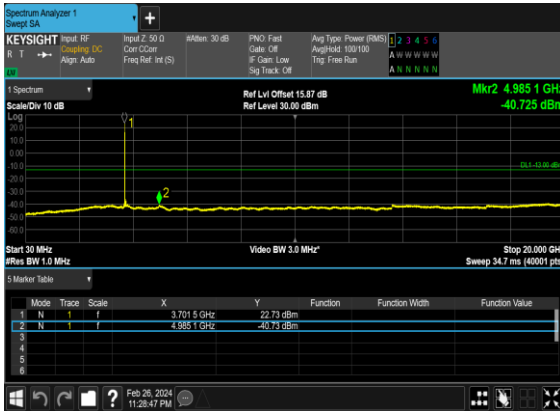 Spectrum Analyzer 1
Swept SA
+
KEYSIGHT Input: RF Input Z: 50 Ω #Atten: 30 dB PNO: Fast Avg Type: Power (RMS) 1 2 3 4 5 6
R T Coupling: DC Corr CCorr Gate: Off Avg|Hold: 100/100 A W W W W W
Align: Auto Freq Ref: Int (S) IF Gain: Low Trig: Free Run
Sig Track: Off A N N N N N
1 Spectrum Ref Lvl Offset 15.87 dB Mkr2 4.985 1 GHz
Scale/Div 10 dB Ref Level 30.00 dBm -40.725 dBm
Log
20.0
10.0
0.00
-10.0
-20.0
-30.0
-40.0
-50.0
-60.0
1
2
DL1 -13.00 dBm
Start 30 MHz Video BW 3.0 MHz* Stop 20.000 GHz
#Res BW 1.0 MHz Sweep 34.7 ms (40001 pts)
5 Marker Table
Mode Trace Scale X Y Function Function Width Function Value
1 N 1 f 3.701 5 GHz 22.73 dBm
2 N 1 f 4.985 1 GHz -40.73 dBm
3
4
5
6
? Feb 26, 2024
11:28:47 PM